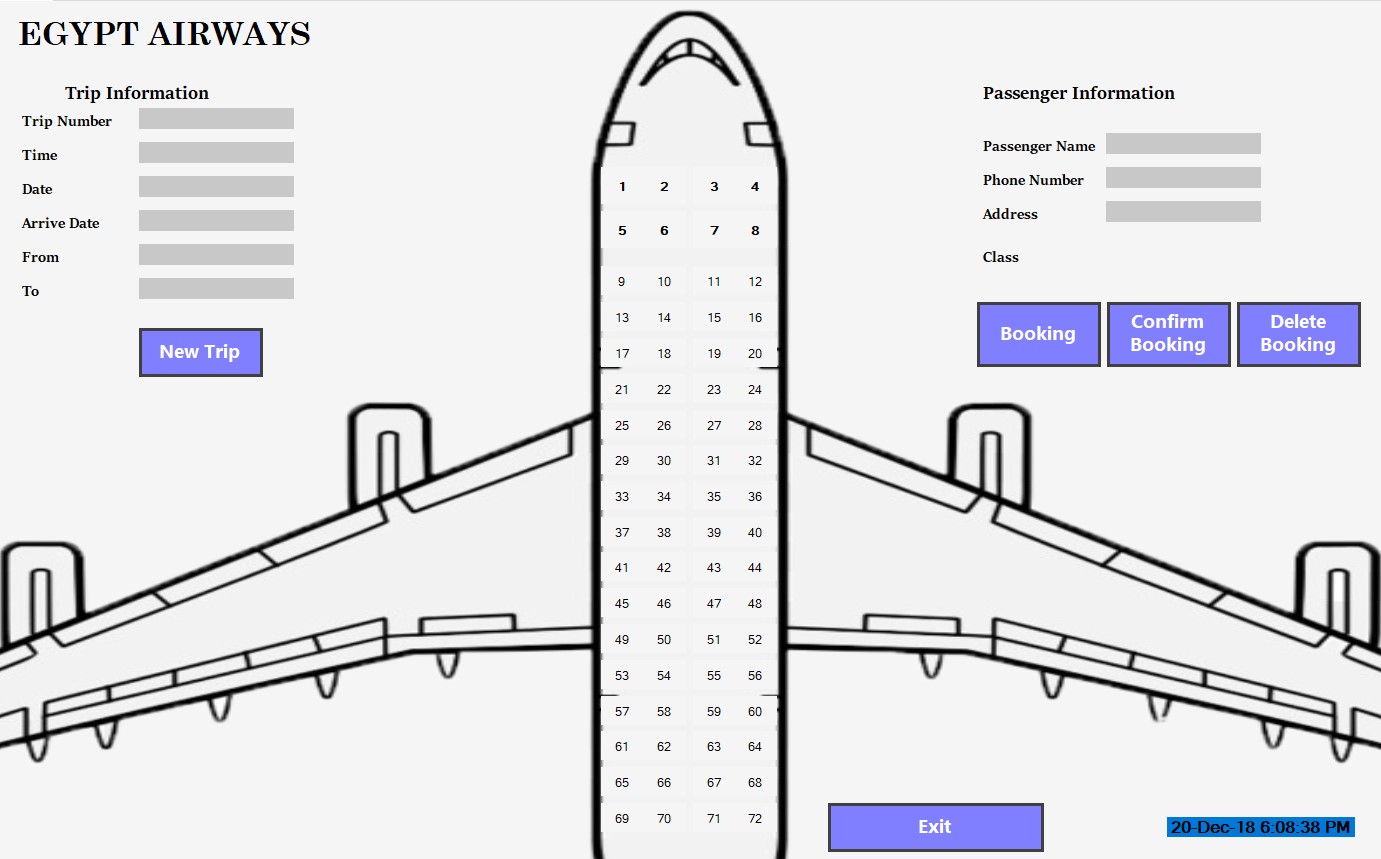 EGYPT AIRWAYS
Trip Information
Trip Number
Time
Date
Arrive Date
From
To
New Trip
1 2 3 4
5 6 7 8
9 10 11 12
13 14 15 16
17 18 19 20
21 22 23 24
25 26 27 28
29 30 31 32
33 34 35 36
37 38 39 40
41 42 43 44
45 46 47 48
49 50 51 52
53 54 55 56
57 58 59 60
61 62 63 64
65 66 67 68
69 70 71 72
Passenger Information
Passenger Name
Phone Number
Address
Class
Booking
Confirm
Booking
Delete
Booking
Exit
20-Dec-18 6:08:38 PM